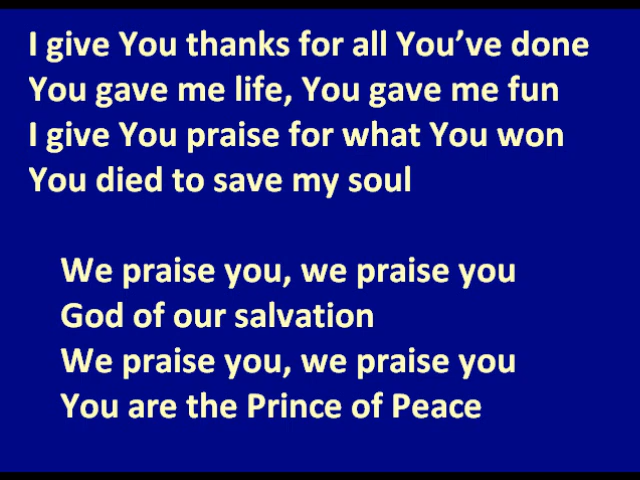 I give You thanks for all You’ve done
You gave me life, You gave me fun
I give You praise for what You won
You died to save my soul
We praise you, we praise you
God of our salvation
We praise you, we praise you
You are the Prince of Peace